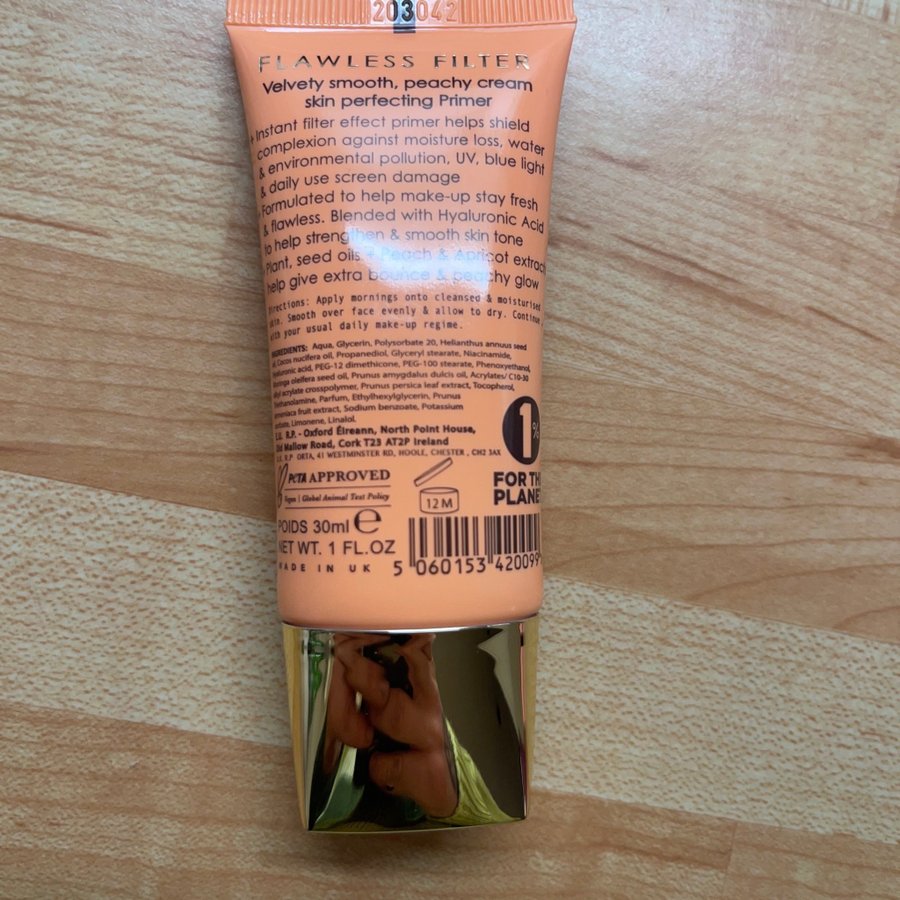 203042
FLAWLESS FILTER
Velvety smooth, peachy cream
skin perfecting Primer
Instant filter effect primer helps shield
complexion against moisture loss, water
& environmental pollution, UV, blue light
& daily use screen damage
Formulated to help make-up stay fresh
& flawless. Blended with Hyaluronic Acid
to help strengthen & smooth skin tone
Plant, seed oils + Peach & Apricot extract
help give extra bounce & peachy glow
Directions: Apply mornings onto cleansed & moisturised
skin. Smooth over face evenly & allow to dry. Continue
with your usual daily make-up regime.
INGREDIENTS: Aqua, Glycerin, Polysorbate 20, Helianthus annuus seed
oil, Cocos nucifera oil, Propanediol, Glyceryl stearate, Niacinamide,
Hyaluronic acid, PEG-12 dimethicone, PEG-100 stearate, Phenoxyethanol,
Moringa oleifera seed oil, Prunus amygdalus dulcis oil, Acrylates/ C10-30
alkyl acrylate crosspolymer, Prunus persica leaf extract, Tocopherol,
Triethanolamine, Parfum, Ethylhexylglycerin, Prunus
armeniaca fruit extract, Sodium benzoate, Potassium
sorbate, Limonene, Linalol.
E.U. R.P. - Oxford Éireann, North Point House,
Old Mallow Road, Cork T23 AT2P Ireland
U.K. R.P ORTA, 41 WESTMINSTER RD, HOOLE, CHESTER , CH2 3AX
1%
FOR THE
PLANET
PETA APPROVED
Vegan | Global Animal Test Policy
12M
POIDS 30ml e
NET WT. 1 FL.OZ
MADE IN UK
5 060153 420099